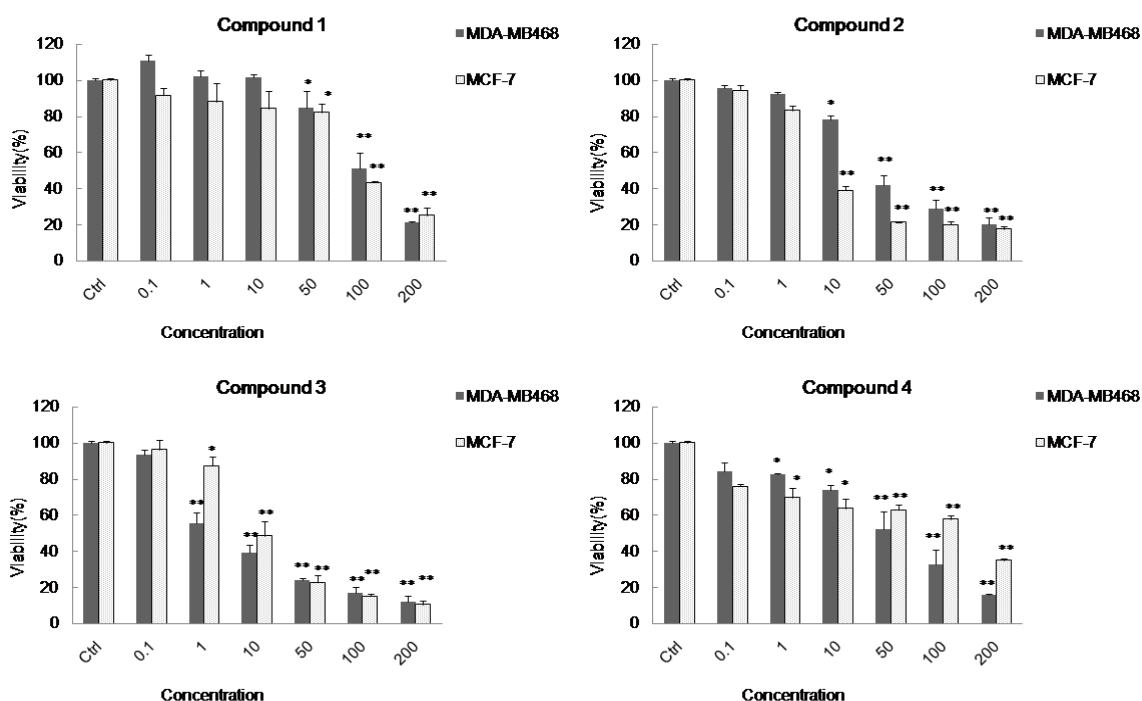 Compound 1
120
100
80
60
40
20
0
Viability(%)
* *
** **
** **
Ctrl 0.1 1 10 50 100 200
Concentration
MDA-MB468
MCF-7
Compound 2
120
100
80
60
40
20
0
Viability(%)
* **
** **
** **
** **
Ctrl 0.1 1 10 50 100 200
Concentration
MDA-MB468
MCF-7
Compound 3
120
100
80
60
40
20
0
Viability(%)
** *
** **
** **
** **
** **
Ctrl 0.1 1 10 50 100 200
Concentration
MDA-MB468
MCF-7
Compound 4
120
100
80
60
40
20
0
Viability(%)
* *
* *
** **
** **
** **
Ctrl 0.1 1 10 50 100 200
Concentration
MDA-MB468
MCF-7